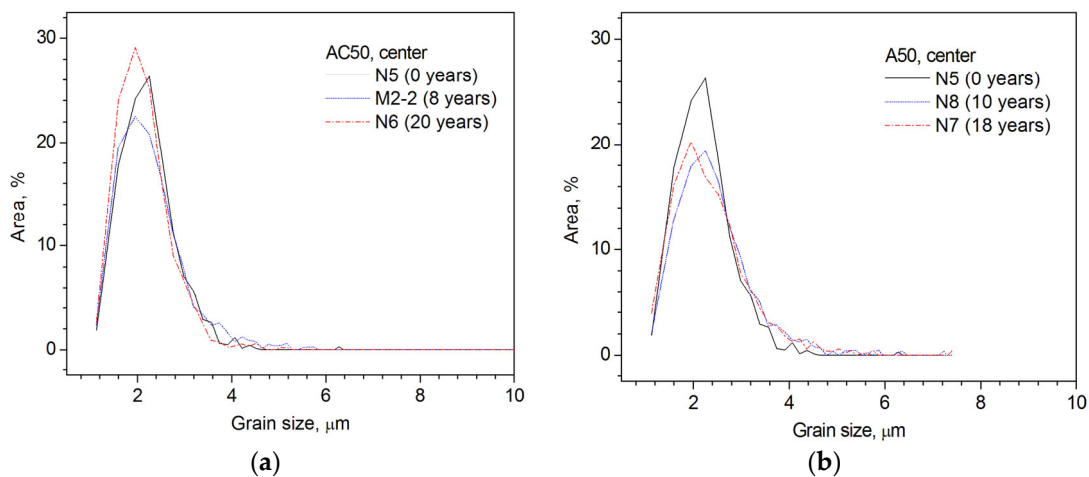 AC50, center
N5 (0 years)
M2-2 (8 years)
N6 (20 years)
Area, %
30
20
10
0
2
4
6
8
10
Grain size, μm
(a)
A50, center
N5 (0 years)
N8 (10 years)
N7 (18 years)
Area, %
30
20
10
0
2
4
6
8
10
Grain size, μm
(b)